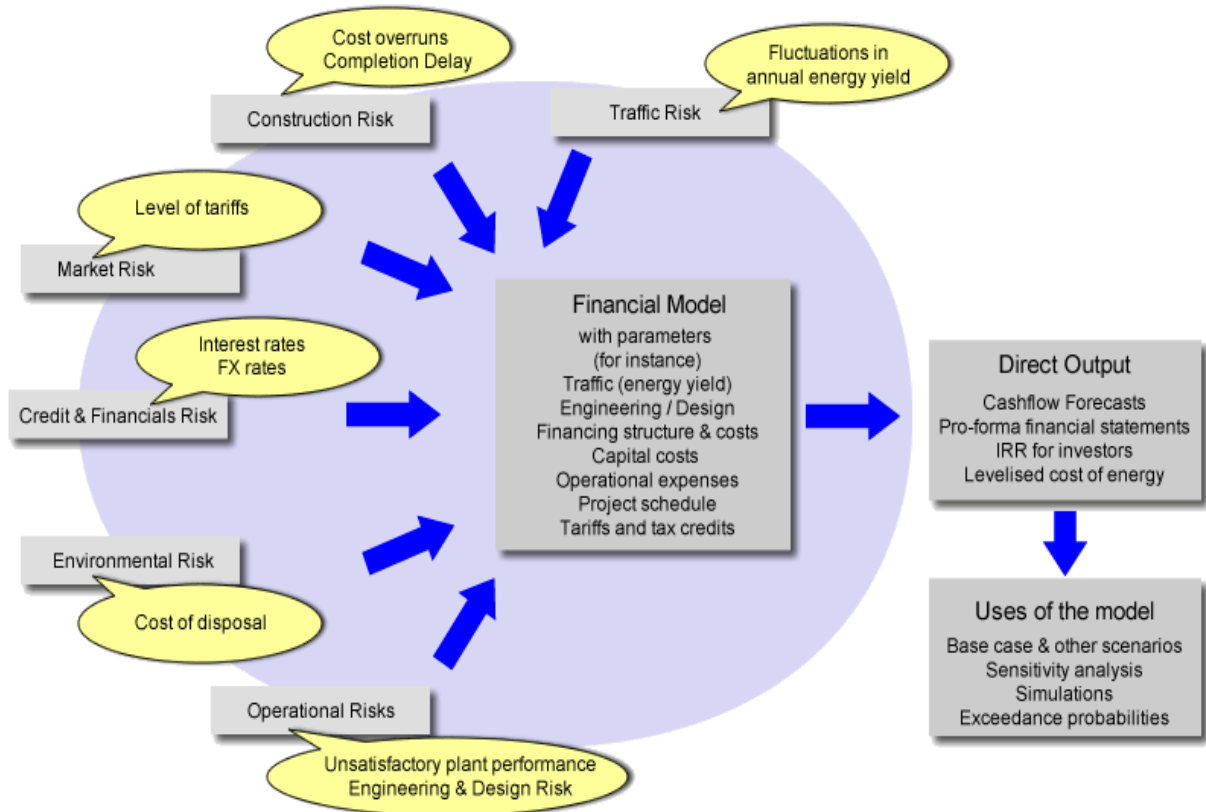 Cost overruns
Completion Delay
Construction Risk
Fluctuations in
annual energy yield
Traffic Risk
Level of tariffs
Market Risk
Interest rates
FX rates
Credit & Financials Risk
Environmental Risk
Cost of disposal
Operational Risks
Unsatisfactory plant performance
Engineering & Design Risk
Financial Model
with parameters
(for instance)
Traffic (energy yield)
Engineering / Design
Financing structure & costs
Capital costs
Operational expenses
Project schedule
Tariffs and tax credits
Direct Output
Cashflow Forecasts
Pro-forma financial statements
IRR for investors
Levelised cost of energy
Uses of the model
Base case & other scenarios
Sensitivity analysis
Simulations
Exceedance probabilities